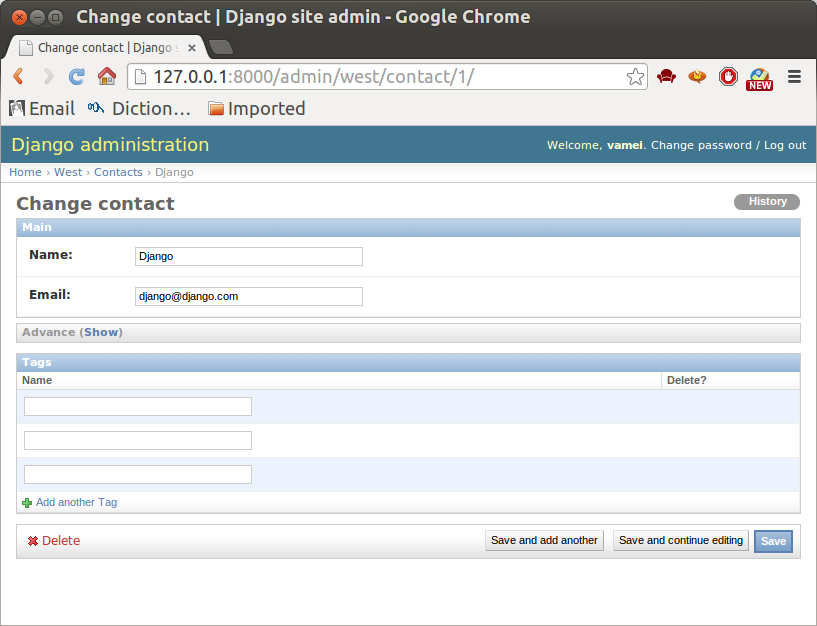 Change contact | Django site admin - Google Chrome
Change contact | Django s
127.0.0.1:8000/admin/west/contact/1/
NEW
Email Diction... Imported
Django administration
Welcome, vamei. Change password / Log out
Home › West › Contacts › Django
Change contact
History
Main
Name: Django
Email: django@django.com
Advance (Show)
Tags
Name Delete?
Add another Tag
Delete Save and add another Save and continue editing Save